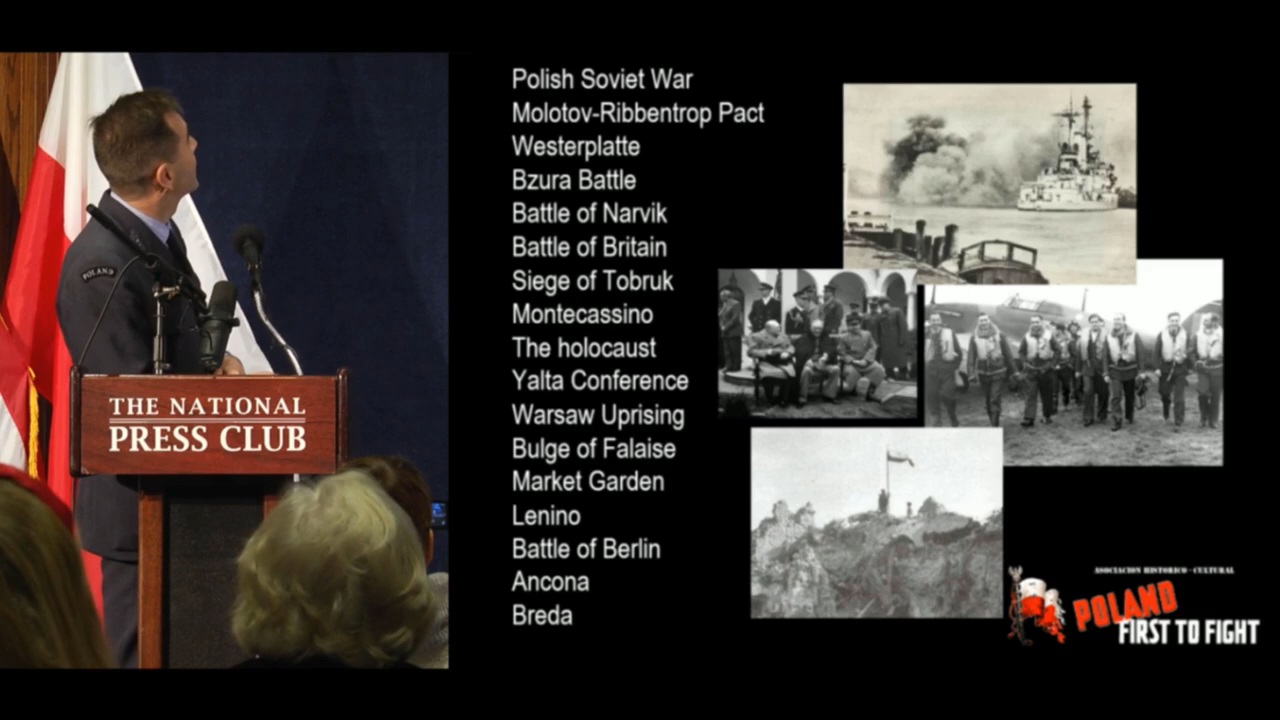 POLAND
THE NATIONAL
PRESS CLUB
Polish Soviet War
Molotov-Ribbentrop Pact
Westerplatte
Bzura Battle
Battle of Narvik
Battle of Britain
Siege of Tobruk
Montecassino
The holocaust
Yalta Conference
Warsaw Uprising
Bulge of Falaise
Market Garden
Lenino
Battle of Berlin
Ancona
Breda
ASOCIACION HISTORICO - CULTURAL
POLAND
FIRST TO FIGHT